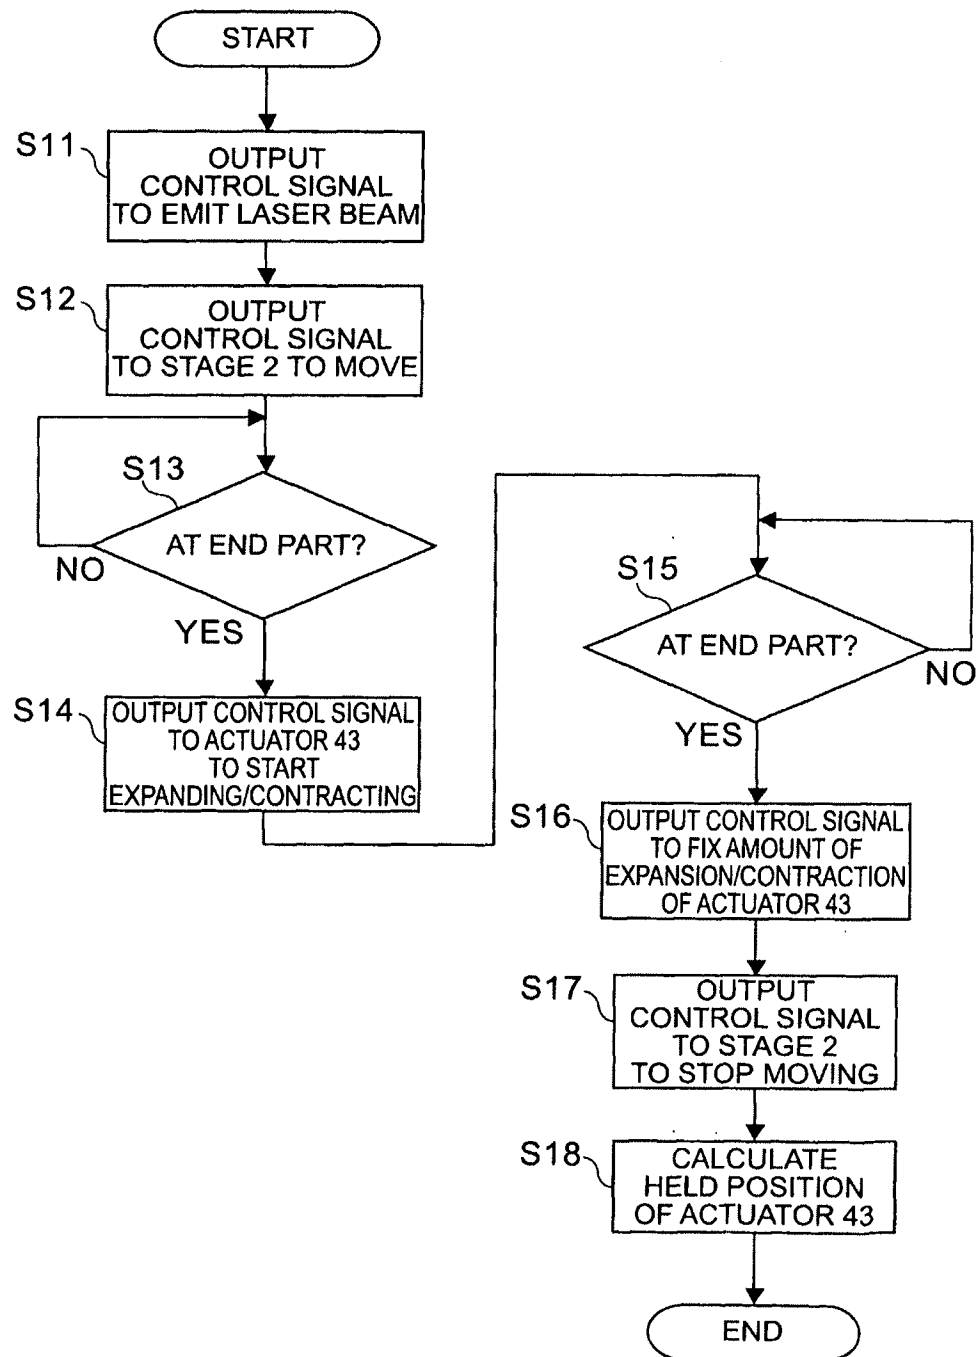 START
S11
OUTPUT
CONTROL SIGNAL
TO EMIT LASER BEAM
S12
OUTPUT
CONTROL SIGNAL
TO STAGE 2 TO MOVE
S13
AT END PART?
NO
YES
S14
OUTPUT CONTROL SIGNAL
TO ACTUATOR 43
TO START
EXPANDING/CONTRACTING
S15
AT END PART?
NO
YES
S16
OUTPUT CONTROL SIGNAL
TO FIX AMOUNT OF
EXPANSION/CONTRACTION
OF ACTUATOR 43
S17
OUTPUT
CONTROL SIGNAL
TO STAGE 2
TO STOP MOVING
S18
CALCULATE
HELD POSITION
OF ACTUATOR 43
END